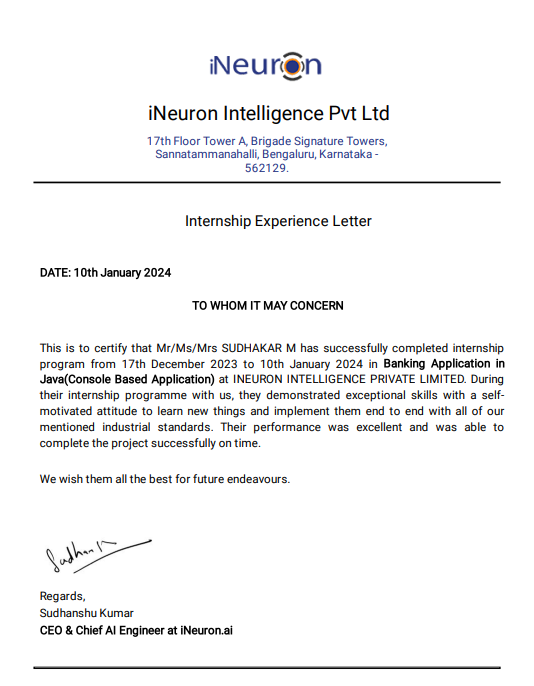 iNeuron
iNeuron Intelligence Pvt Ltd
17th Floor Tower A, Brigade Signature Towers,
Sannatammanahalli, Bengaluru, Karnataka -
562129.
Internship Experience Letter
DATE: 10th January 2024
TO WHOM IT MAY CONCERN
This is to certify that Mr/Ms/Mrs SUDHAKAR M has successfully completed internship
program from 17th December 2023 to 10th January 2024 in Banking Application in
Java(Console Based Application) at INEURON INTELLIGENCE PRIVATE LIMITED. During
their internship programme with us, they demonstrated exceptional skills with a self-
motivated attitude to learn new things and implement them end to end with all of our
mentioned industrial standards. Their performance was excellent and was able to
complete the project successfully on time.
We wish them all the best for future endeavours.
Regards,
Sudhanshu Kumar
CEO & Chief AI Engineer at iNeuron.ai